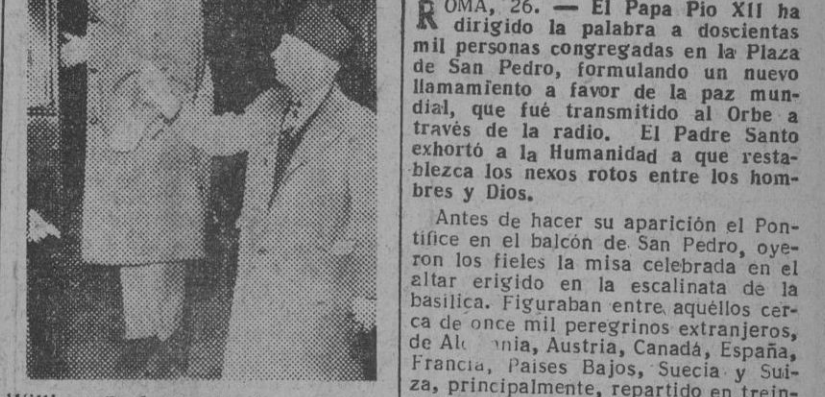 ROMA, 26. — El Papa Pio XII ha
dirigido la palabra a doscientas
mil personas congregadas en la Plaza
de San Pedro, formulando un nuevo
llamamiento a favor de la paz mun-
dial, que fué transmitido al Orbe a
través de la radio. El Padre Santo
exhortó a la Humanidad a que resta-
blezca los nexos rotos entre los hom-
bres y Dios.
Antes de hacer su aparición el Pon-
tífice en el balcón de San Pedro, oye-
ron los fieles la misa celebrada en el
altar erigido en la escalinata de la
basílica. Figuraban entre aquéllos cer-
ca de once mil peregrinos extranjeros,
de Austria, Canadá, España,
Francia, Paises Bajos, Suecia y Sui-
za, principalmente, repartido en trein-